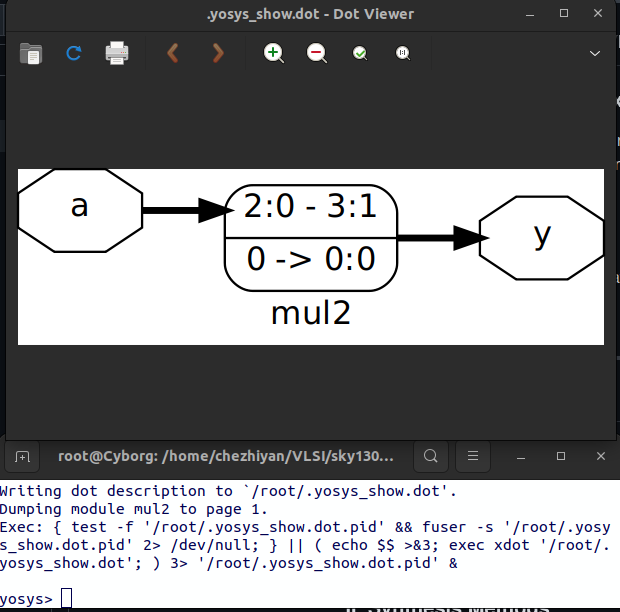 .yosys_show.dot - Dot Viewer
a
2:0 - 3:1
0 -> 0:0
y
mul2
root@Cyborg: /home/chezhiyan/VLSI/sky130...
Writing dot description to `/root/.yosys_show.dot'.
Dumping module mul2 to page 1.
Exec: { test -f '/root/.yosys_show.dot.pid' && fuser -s '/root/.yosy
s_show.dot.pid' 2> /dev/null; } || ( echo $$ >&3; exec xdot '/root/.
yosys_show.dot'; ) 3> '/root/.yosys_show.dot.pid' &
yosys>